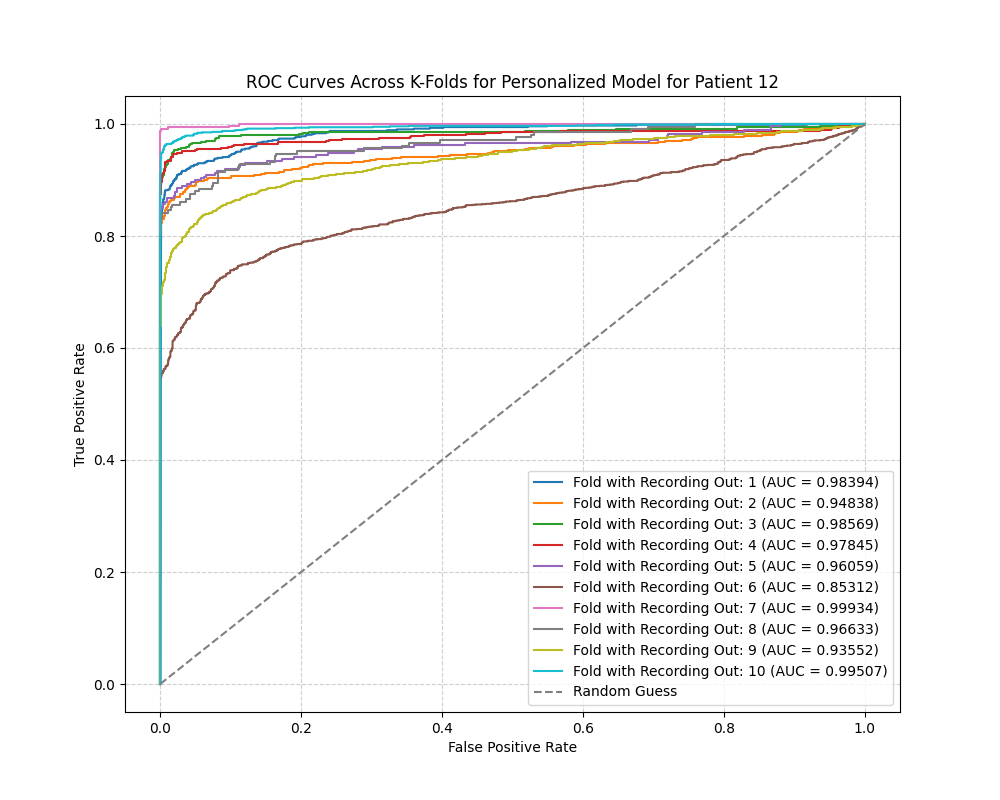 ROC Curves Across K-Folds for Personalized Model for Patient 12
True Positive Rate
1.0
0.8
0.6
0.4
0.2
0.0
Fold with Recording Out: 1 (AUC = 0.98394)
Fold with Recording Out: 2 (AUC = 0.94838)
Fold with Recording Out: 3 (AUC = 0.98569)
Fold with Recording Out: 4 (AUC = 0.97845)
Fold with Recording Out: 5 (AUC = 0.96059)
Fold with Recording Out: 6 (AUC = 0.85312)
Fold with Recording Out: 7 (AUC = 0.99934)
Fold with Recording Out: 8 (AUC = 0.96633)
Fold with Recording Out: 9 (AUC = 0.93552)
Fold with Recording Out: 10 (AUC = 0.99507)
Random Guess
0.0 0.2 0.4 0.6 0.8 1.0
False Positive Rate